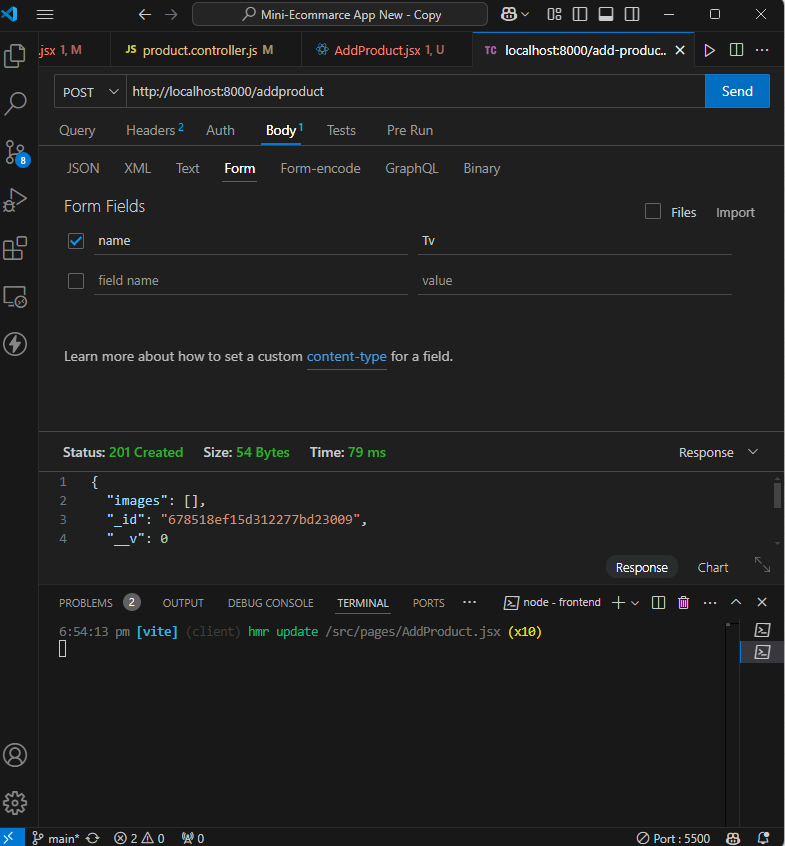 Mini-Ecommarce App New - Copy
.jsx 1, M JS product.controller.js M AddProduct.jsx 1, U TC localhost:8000/add-produc..
POST http://localhost:8000/addproduct Send
Query Headers 2 Auth Body 1 Tests Pre Run
JSON XML Text Form Form-encode GraphQL Binary
Form Fields Files Import
name Tv
field name value
Learn more about how to set a custom content-type for a field.
Status: 201 Created Size: 54 Bytes Time: 79 ms Response
1 {
2 "images": [],
3 "_id": "678518ef15d312277bd23009",
4 "__v": 0
Response Chart
PROBLEMS 2 OUTPUT DEBUG CONSOLE TERMINAL PORTS ... node - frontend
6:54:13 pm [vite] (client) hmr update /src/pages/AddProduct.jsx (x10)
8
main* 2 0 0 Port : 5500